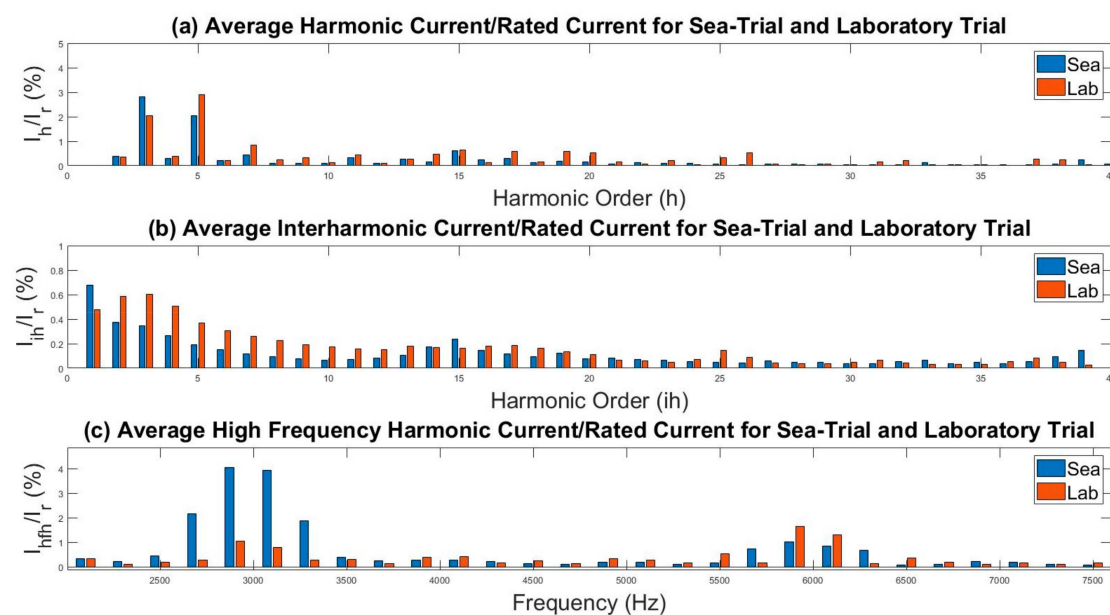 (a) Average Harmonic Current/Rated Current for Sea-Trial and Laboratory Trial
5
4
3
2
1
0
I_h/I_r (%)
Sea
Lab
0 5 10 15 20 25 30 35 40
Harmonic Order (h)
(b) Average Interharmonic Current/Rated Current for Sea-Trial and Laboratory Trial
1
0.8
0.6
0.4
0.2
0
I_ih/I_r (%)
Sea
Lab
0 5 10 15 20 25 30 35 40
Harmonic Order (ih)
(c) Average High Frequency Harmonic Current/Rated Current for Sea-Trial and Laboratory Trial
4
3
2
1
0
I_hfh/I_r (%)
Sea
Lab
2500 3000 3500 4000 4500 5000 5500 6000 6500 7000 7500
Frequency (Hz)